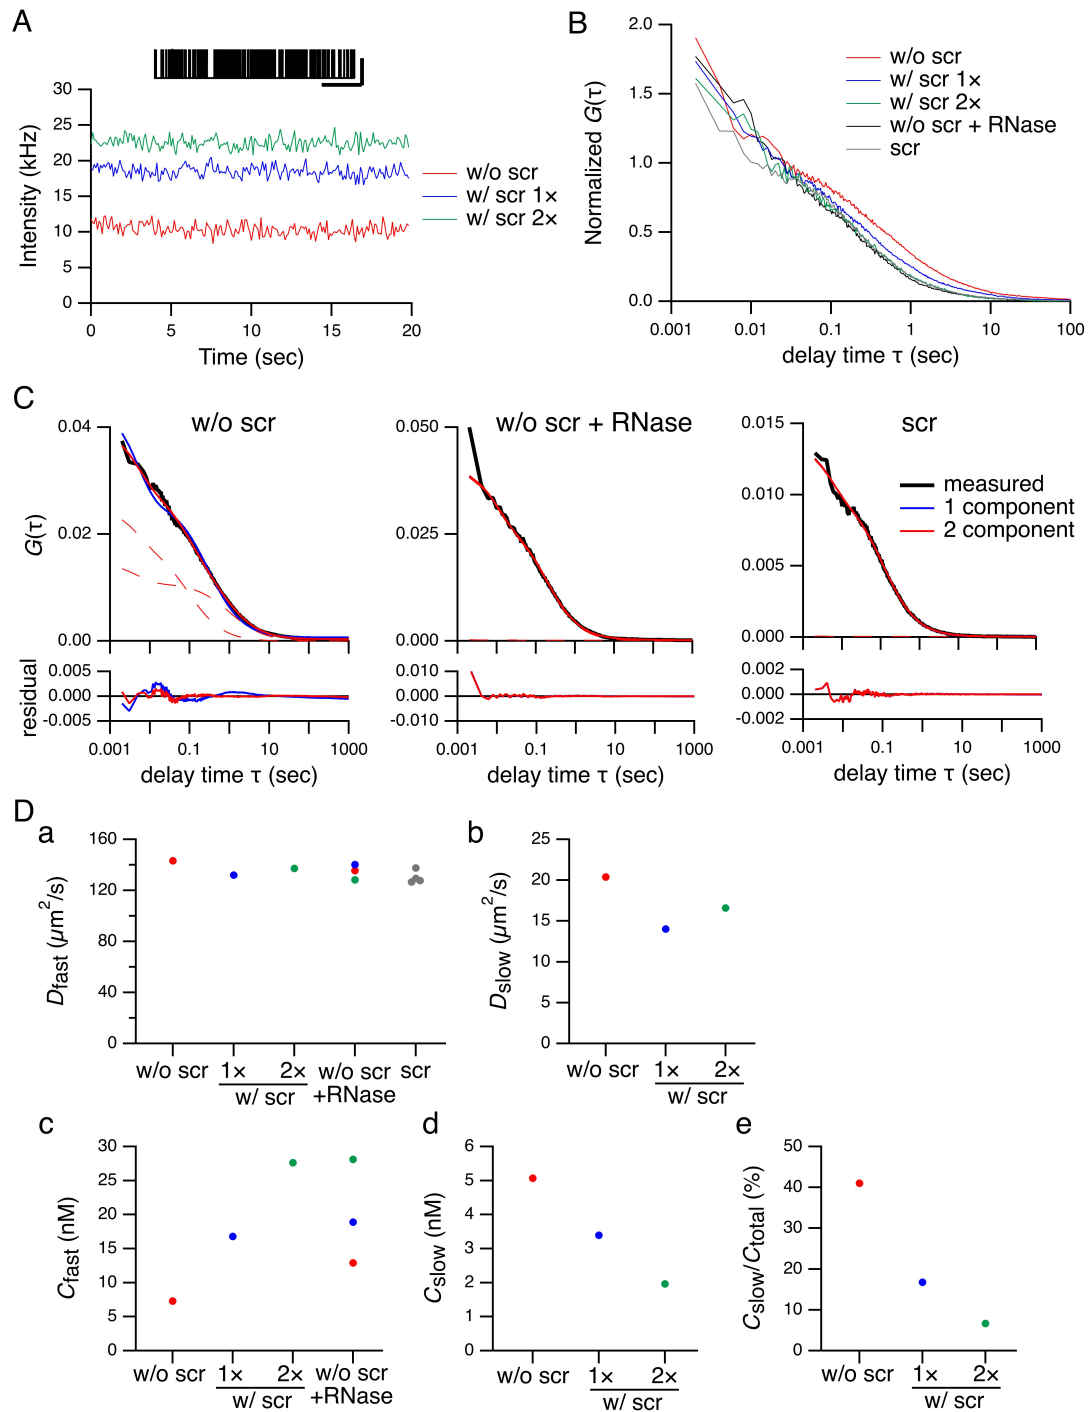 A
30
25
20
15
10
5
0
Intensity (kHz)
0 5 10 15 20
Time (sec)
w/o scr
w/ scr 1×
w/ scr 2×
B
2.0
1.5
1.0
0.5
0.0
Normalized G(τ)
0.001 0.01 0.1 1 10 100
delay time τ (sec)
w/o scr
w/ scr 1×
w/ scr 2×
w/o scr + RNase
scr
C
w/o scr
0.04
0.02
0.00
G(τ)
0.005
0.000
-0.005
residual
0.001 0.1 10 1000
delay time τ (sec)
w/o scr + RNase
0.050
0.025
0.000
0.010
0.000
-0.010
0.001 0.1 10 1000
delay time τ (sec)
scr
0.015
0.010
0.005
0.000
measured
1 component
2 component
0.002
0.000
-0.002
0.001 0.1 10 1000
delay time τ (sec)
D
a
160
120
80
40
0
Dfast (µm2/s)
w/o scr 1× 2× w/o scr scr
w/ scr +RNase
b
25
20
15
10
5
0
Dslow (µm2/s)
w/o scr 1× 2×
w/ scr
c
30
25
20
15
10
5
0
Cfast (nM)
w/o scr 1× 2× w/o scr
w/ scr +RNase
d
6
5
4
3
2
1
0
Cslow (nM)
w/o scr 1× 2×
w/ scr
e
50
40
30
20
10
0
Cslow/Ctotal (%)
w/o scr 1× 2×
w/ scr